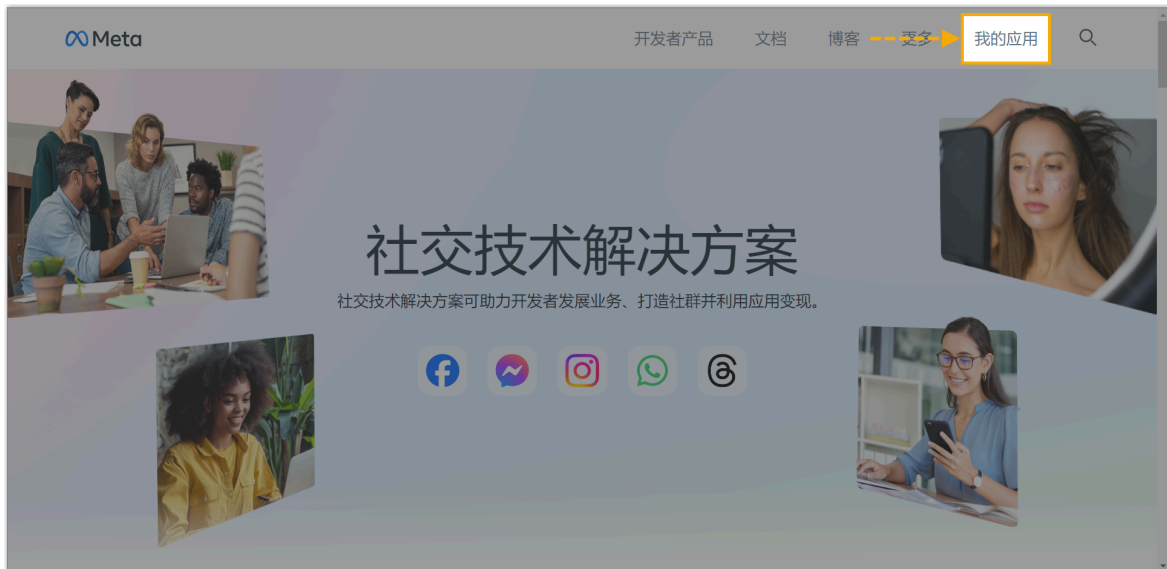 Meta
开发者产品 文档 博客 更多 我的应用
社交技术解决方案
社交技术解决方案可助力开发者发展业务、打造社群并利用应用变现。